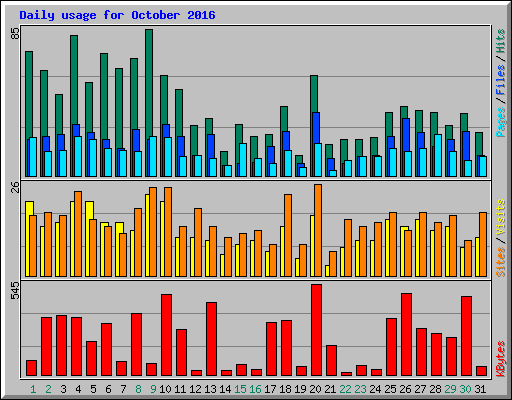 Daily usage for October 2016
85
Pages / Files / Hits
26
Sites / Visits
545
KBytes
1 2 3 4 5 6 7 8 9 10 11 12 13 14 15 16 17 18 19 20 21 22 23 24 25 26 27 28 29 30 31